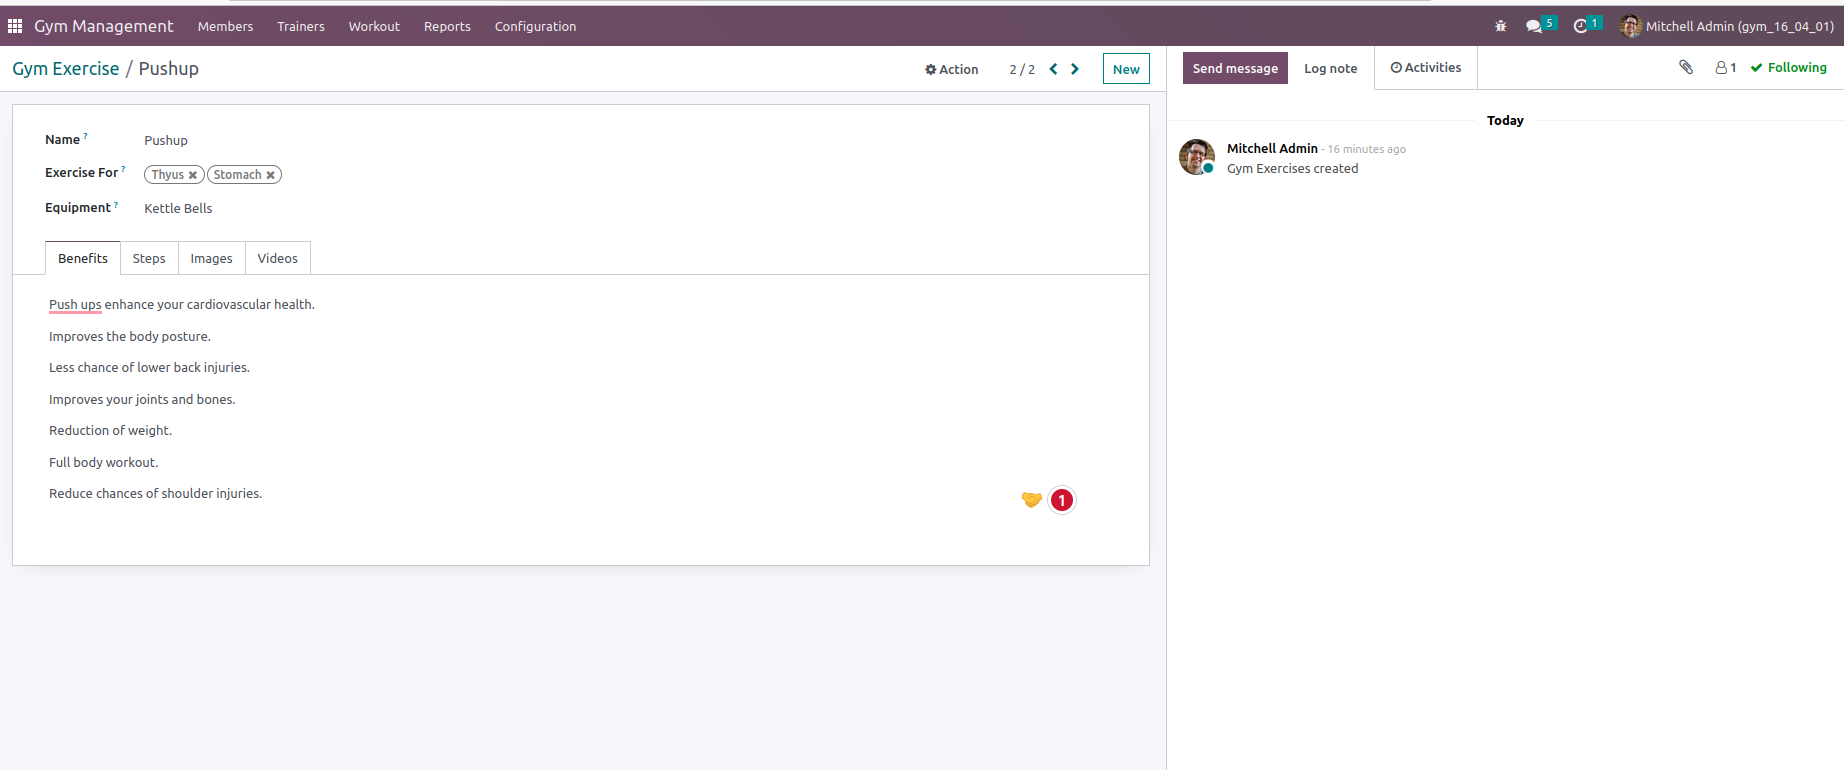 Gym Management Members Trainers Workout Reports Configuration 5 1 Mitchell Admin (gym_16_04_01)
Gym Exercise / Pushup Action 2 / 2 New
Send message Log note Activities 1 Following
Name ? Pushup
Exercise For ? Thyus Stomach
Equipment ? Kettle Bells
Benefits Steps Images Videos
Push ups enhance your cardiovascular health.
Improves the body posture.
Less chance of lower back injuries.
Improves your joints and bones.
Reduction of weight.
Full body workout.
Reduce chances of shoulder injuries.
1
Today
Mitchell Admin - 16 minutes ago
Gym Exercises created